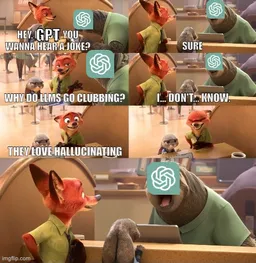 HEY, GPT YOU
WANNA HEAR A JOKE?
SURE
WHY DO LLMS GO CLUBBING?
I... DON'T... KNOW.
THEY LOVE HALLUCINATING
imgflip.com